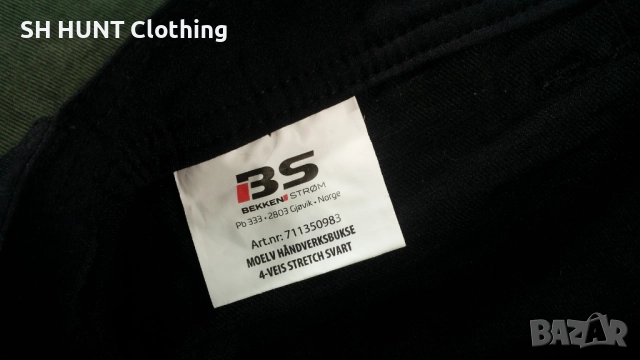 SH HUNT Clothing
BS
BEKKEN STRØM
Pb 333 • 2803 Gjøvik • Norge
Art.nr: 711350983
MOELV HÅNDVERKSBUKSE
4-VEIS STRETCH SVART
BAZAR